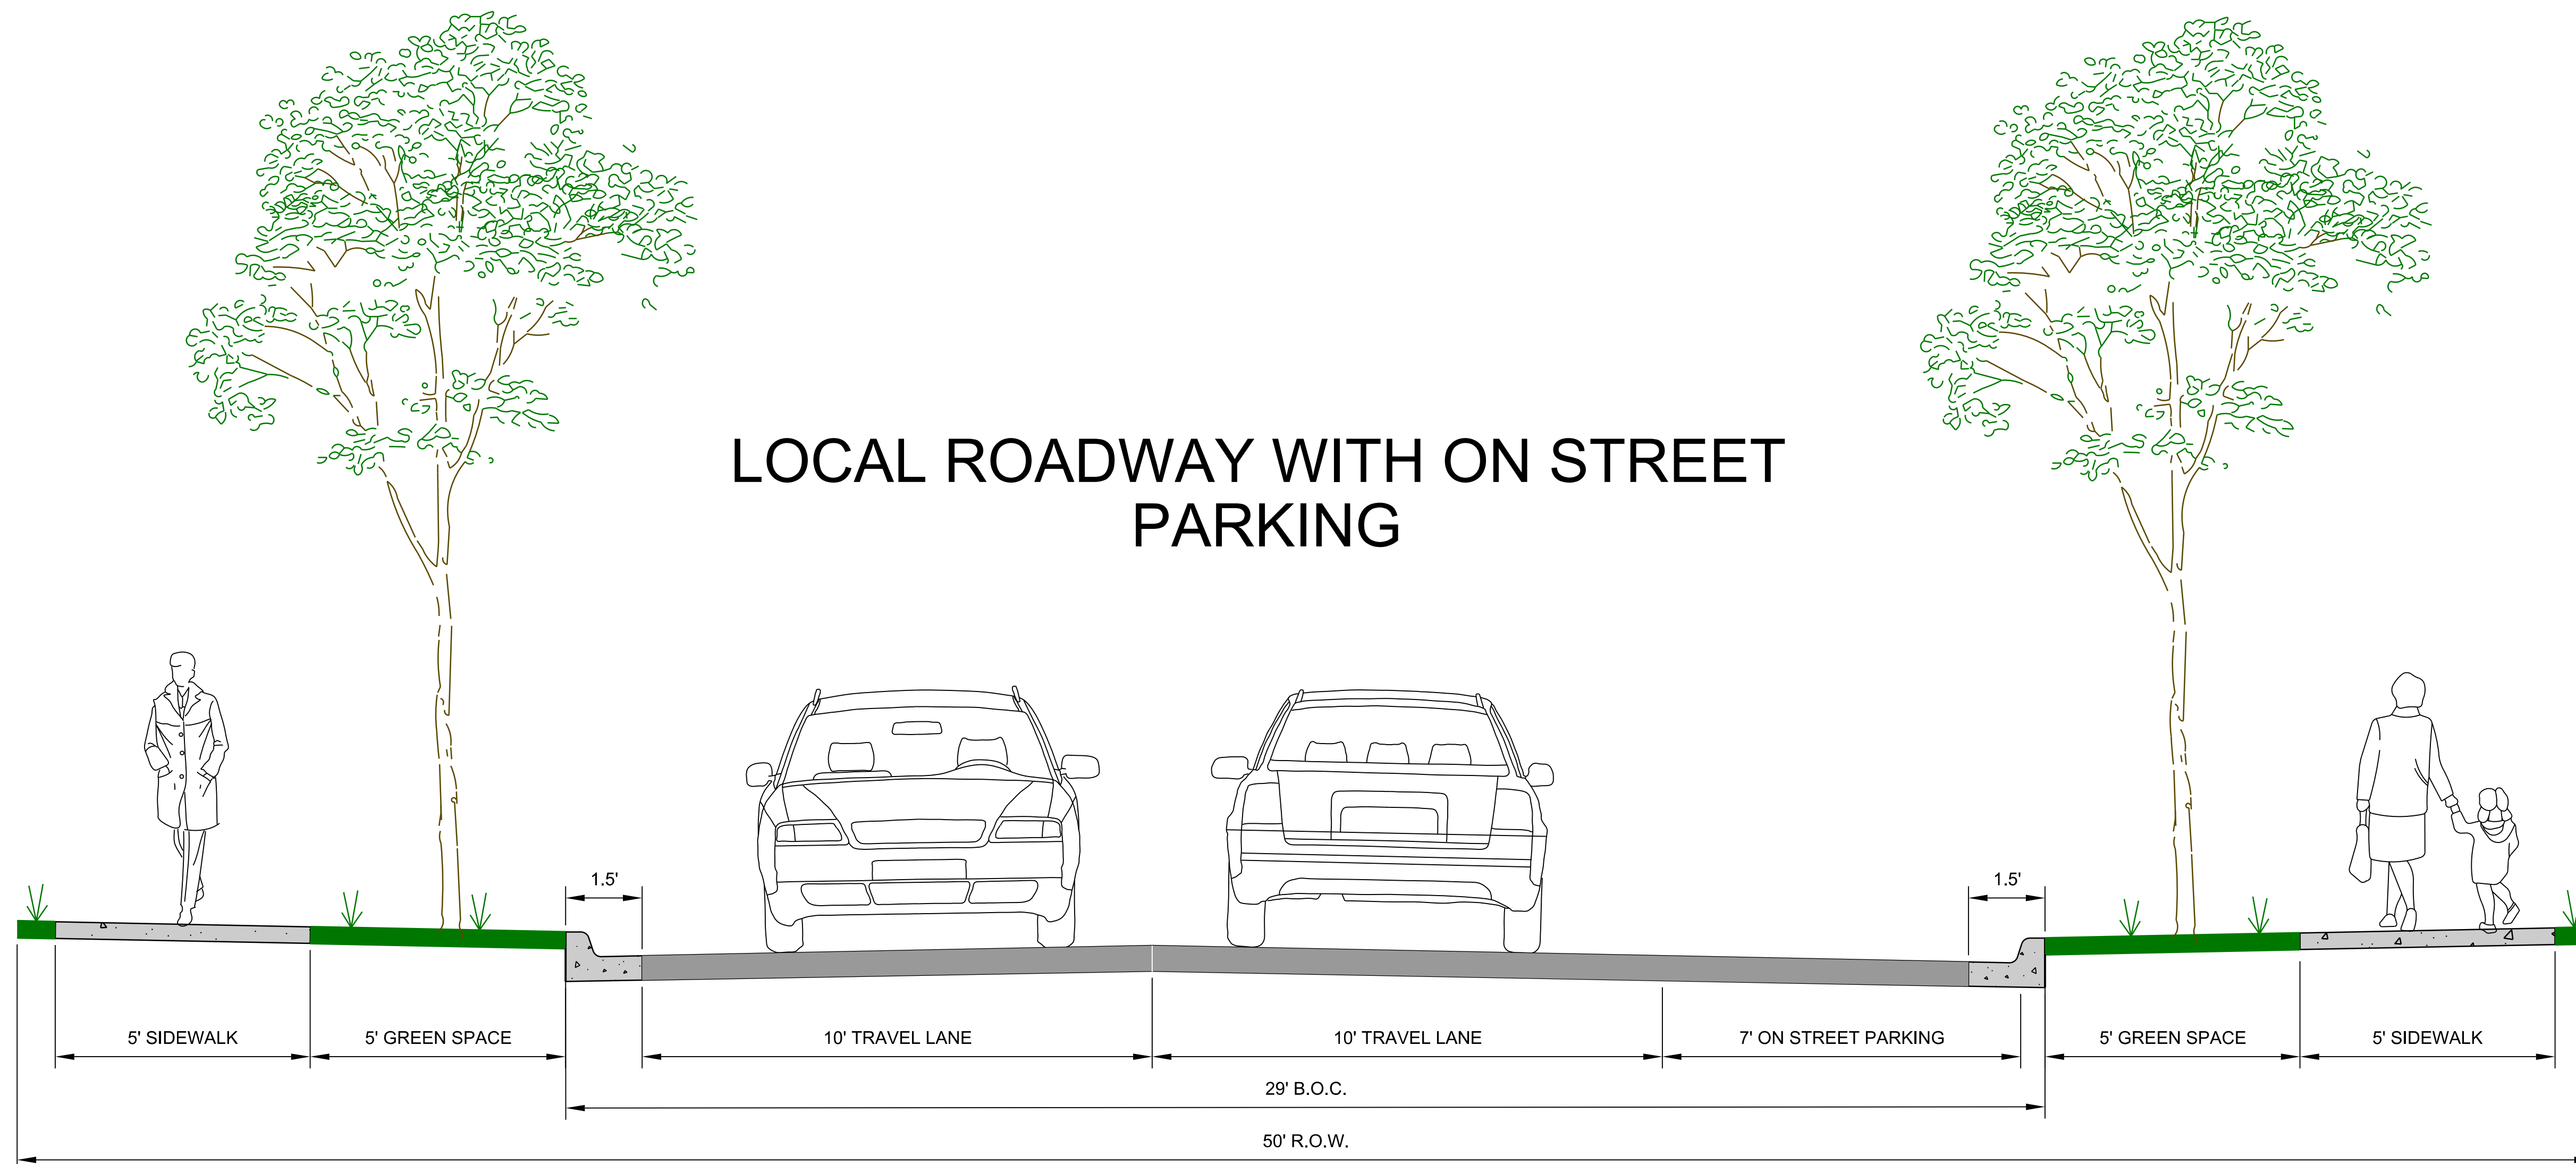 LOCAL ROADWAY WITH ON STREET
PARKING
1.5'
1.5'
5' SIDEWALK
5' GREEN SPACE
10' TRAVEL LANE
10' TRAVEL LANE
7' ON STREET PARKING
5' GREEN SPACE
5' SIDEWALK
29' B.O.C.
50' R.O.W.